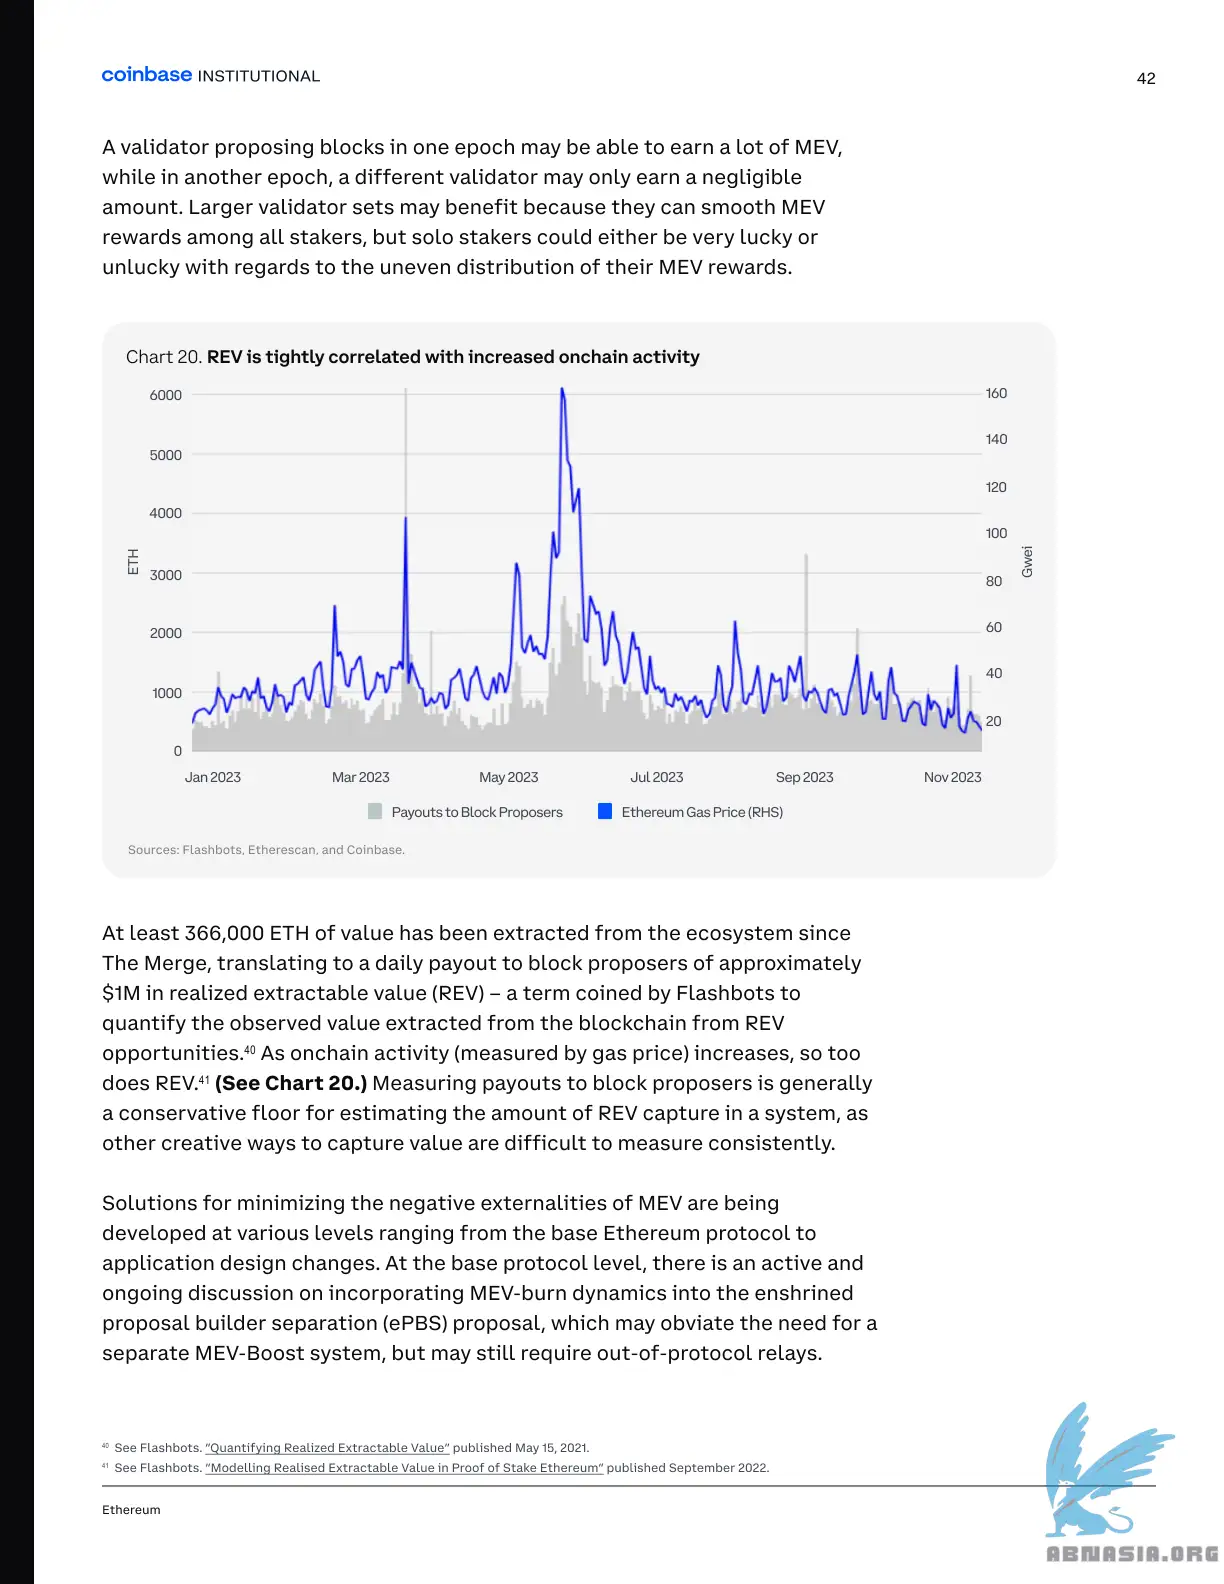 coinbase INSTITUTIONAL
42
A validator proposing blocks in one epoch may be able to earn a lot of MEV,
while in another epoch, a different validator may only earn a negligible
amount. Larger validator sets may benefit because they can smooth MEV
rewards among all stakers, but solo stakers could either be very lucky or
unlucky with regards to the uneven distribution of their MEV rewards.
Chart 20. REV is tightly correlated with increased onchain activity
6000
5000
4000
3000
2000
1000
0
ETH
160
140
120
100
80
60
40
20
Gwei
Jan 2023 Mar 2023 May 2023 Jul 2023 Sep 2023 Nov 2023
Payouts to Block Proposers Ethereum Gas Price (RHS)
Sources: Flashbots, Etherescan, and Coinbase.
At least 366,000 ETH of value has been extracted from the ecosystem since
The Merge, translating to a daily payout to block proposers of approximately
$1M in realized extractable value (REV) – a term coined by Flashbots to
quantify the observed value extracted from the blockchain from REV
opportunities.40 As onchain activity (measured by gas price) increases, so too
does REV.41 (See Chart 20.) Measuring payouts to block proposers is generally
a conservative floor for estimating the amount of REV capture in a system, as
other creative ways to capture value are difficult to measure consistently.
Solutions for minimizing the negative externalities of MEV are being
developed at various levels ranging from the base Ethereum protocol to
application design changes. At the base protocol level, there is an active and
ongoing discussion on incorporating MEV-burn dynamics into the enshrined
proposal builder separation (ePBS) proposal, which may obviate the need for a
separate MEV-Boost system, but may still require out-of-protocol relays.
40 See Flashbots. "Quantifying Realized Extractable Value" published May 15, 2021.
41 See Flashbots. "Modelling Realised Extractable Value in Proof of Stake Ethereum" published September 2022.
Ethereum
ABNASIA.ORG